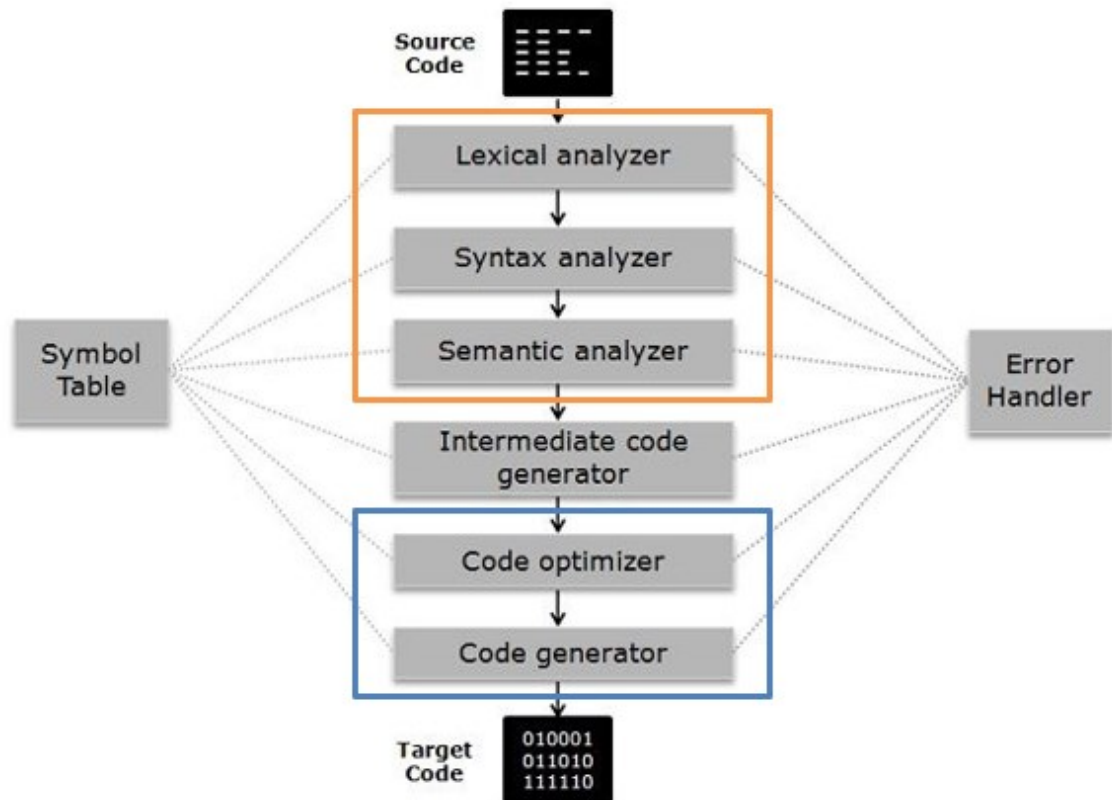 Source
Code
Lexical analyzer
Syntax analyzer
Semantic analyzer
Symbol
Table
Error
Handler
Intermediate code
generator
Code optimizer
Code generator
Target
Code
010001
011010
111110